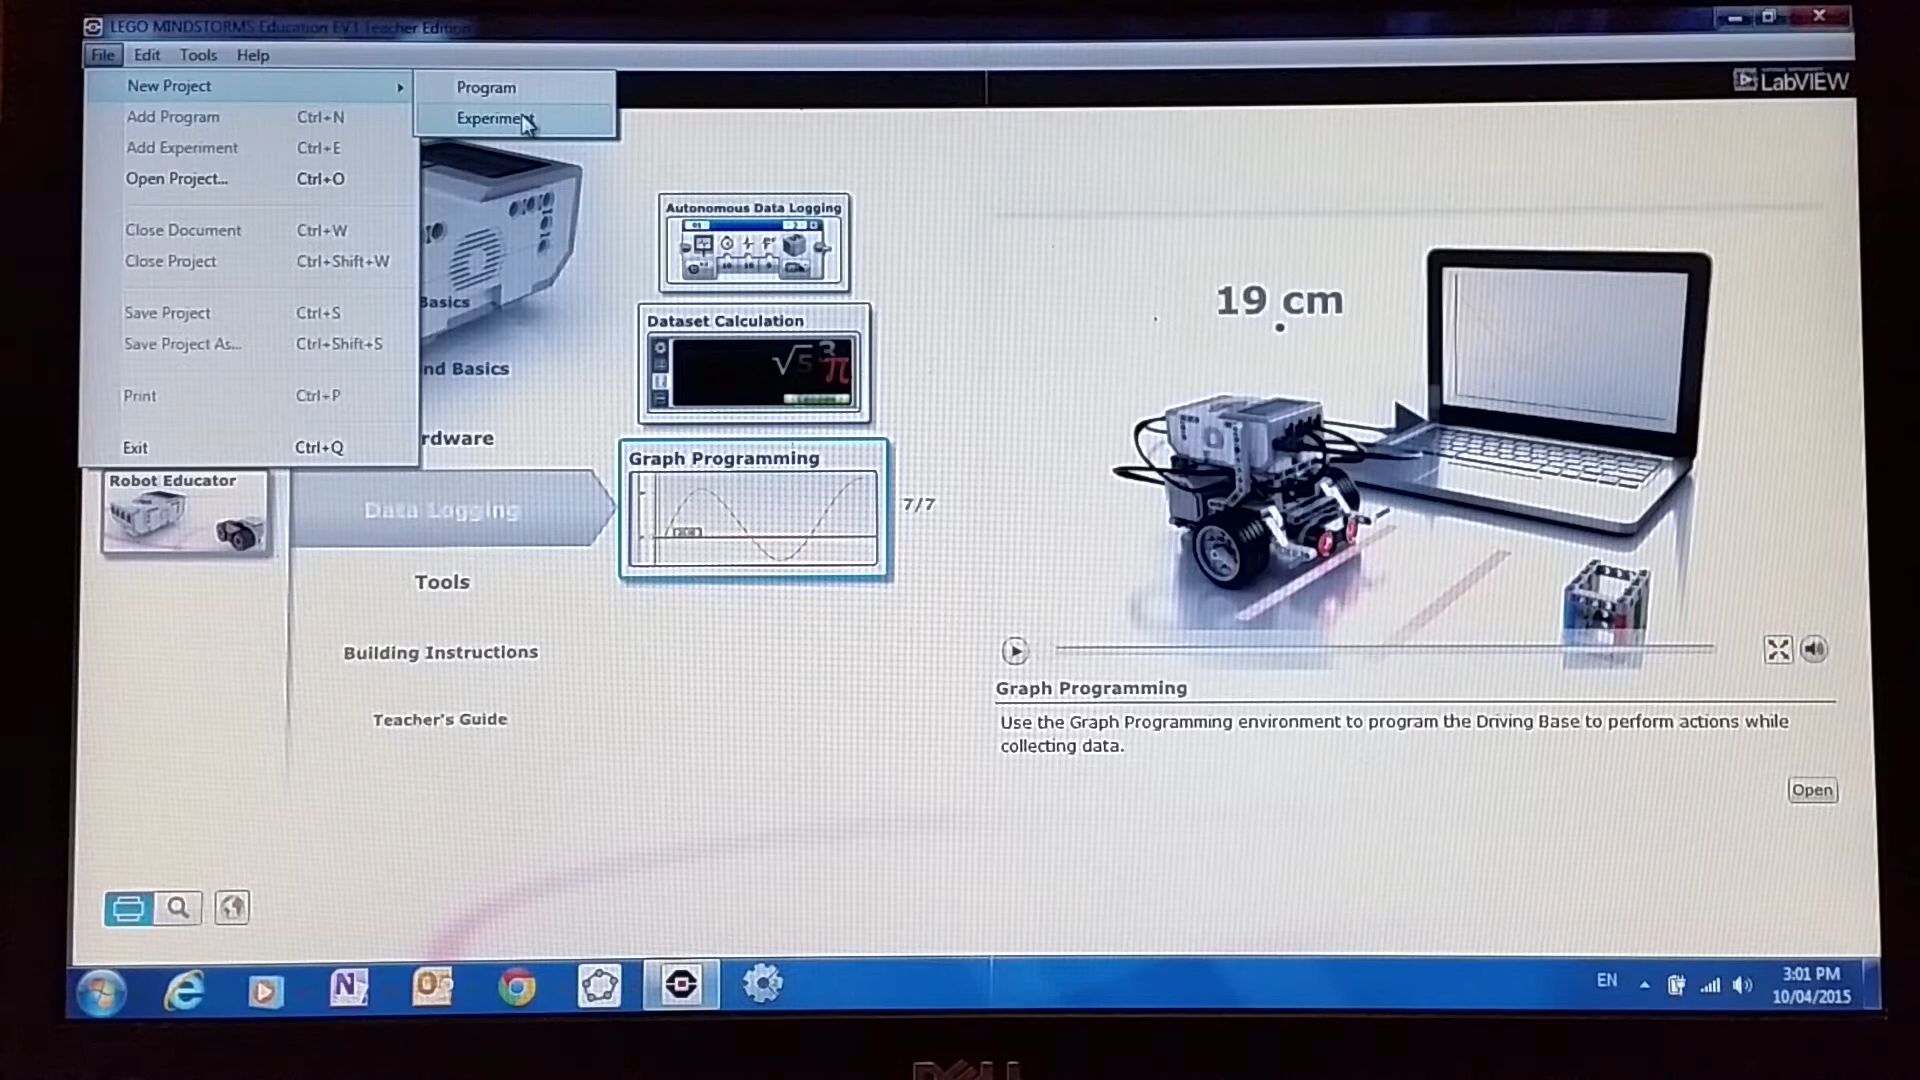 LEGO MINDSTORMS Education EV3 Teacher Edition
File Edit Tools Help
New Project
Program
Experiment
Add Program Ctrl+N
Add Experiment Ctrl+E
Open Project... Ctrl+O
Close Document Ctrl+W
Close Project Ctrl+Shift+W
Save Project Ctrl+S
Save Project As... Ctrl+Shift+S
Print Ctrl+P
Exit Ctrl+Q
LabVIEW
Basics
nd Basics
rdware
Robot Educator
Data Logging
Tools
Building Instructions
Teacher's Guide
Autonomous Data Logging
Dataset Calculation
√5 3 π
Graph Programming
7/7
19 cm
Graph Programming
Use the Graph Programming environment to program the Driving Base to perform actions while
collecting data.
Open
EN
3:01 PM
10/04/2015
DELL